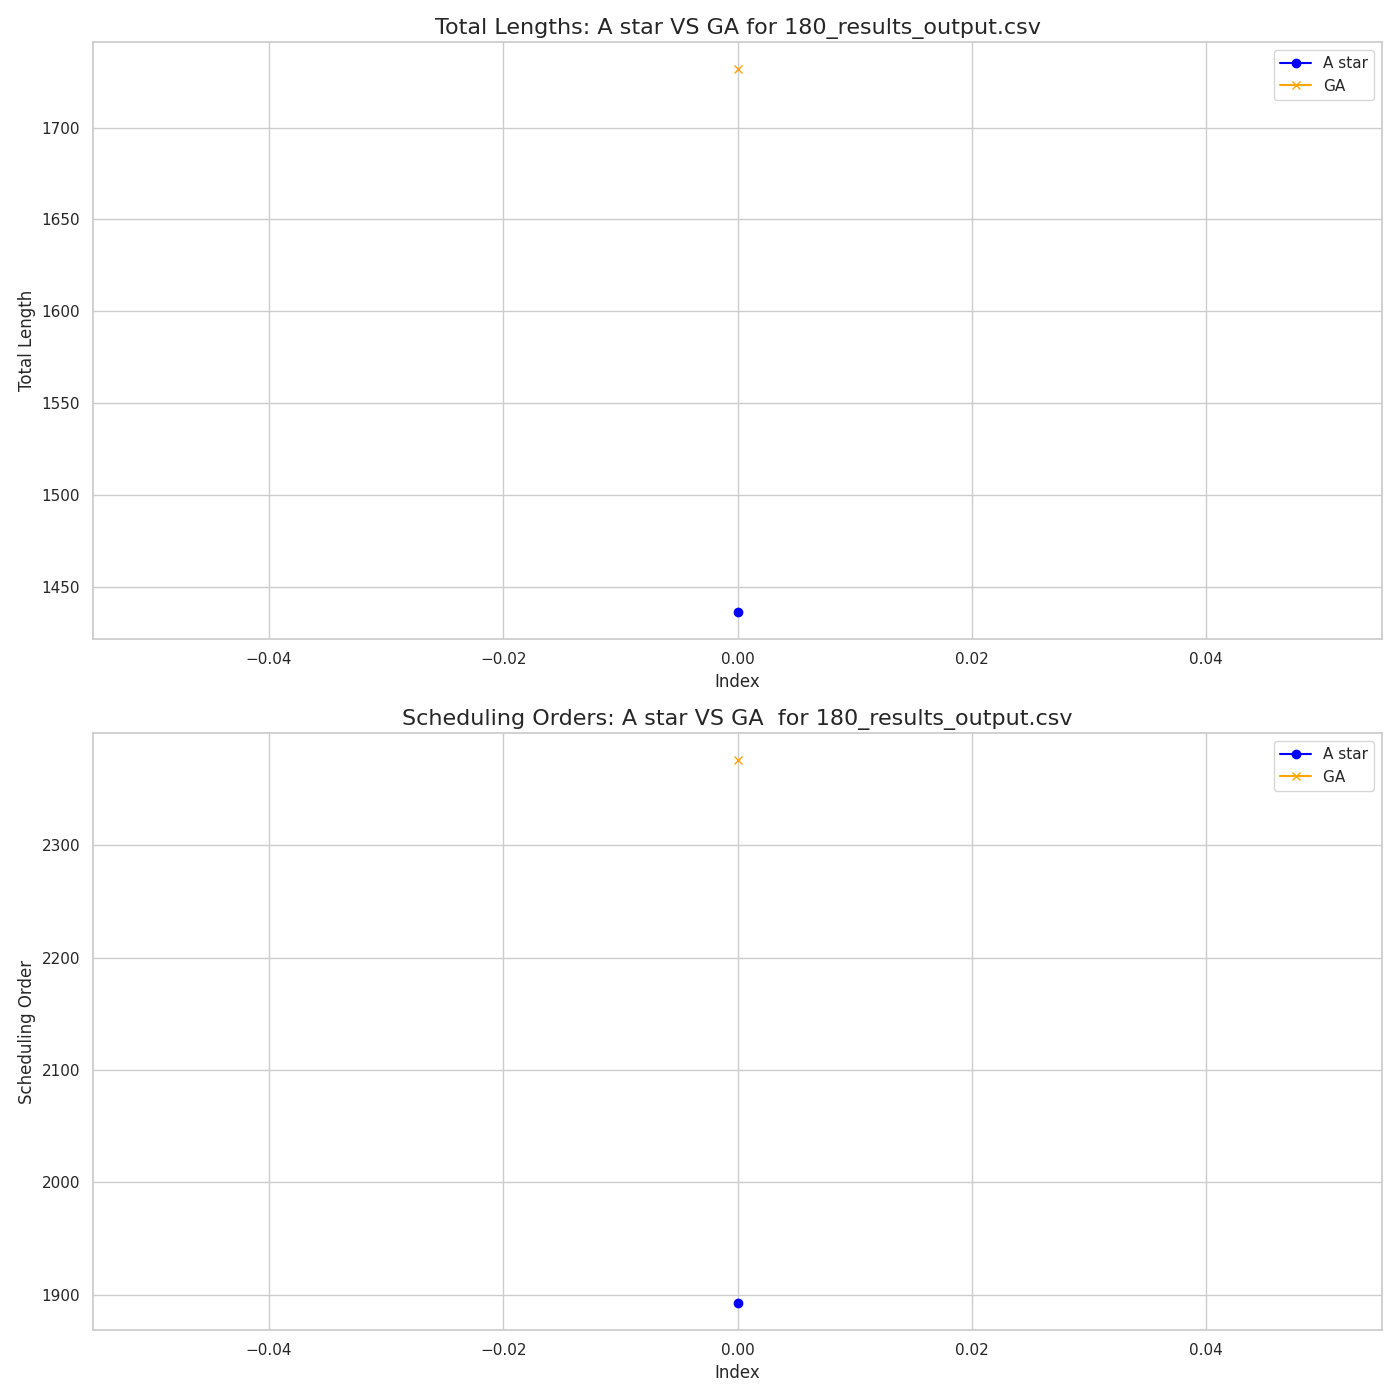 Total Lengths: A star VS GA for 180_results_output.csv
A star
GA
1700
1650
1600
1550
1500
1450
Total Length
−0.04
−0.02
0.00
0.02
0.04
Index
Scheduling Orders: A star VS GA  for 180_results_output.csv
A star
GA
2300
2200
2100
2000
1900
Scheduling Order
−0.04
−0.02
0.00
0.02
0.04
Index